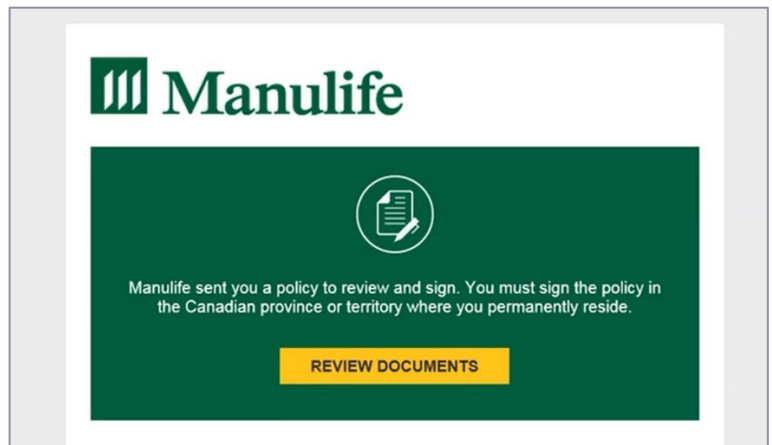 Manulife
Manulife sent you a policy to review and sign. You must sign the policy in
the Canadian province or territory where you permanently reside.
REVIEW DOCUMENTS